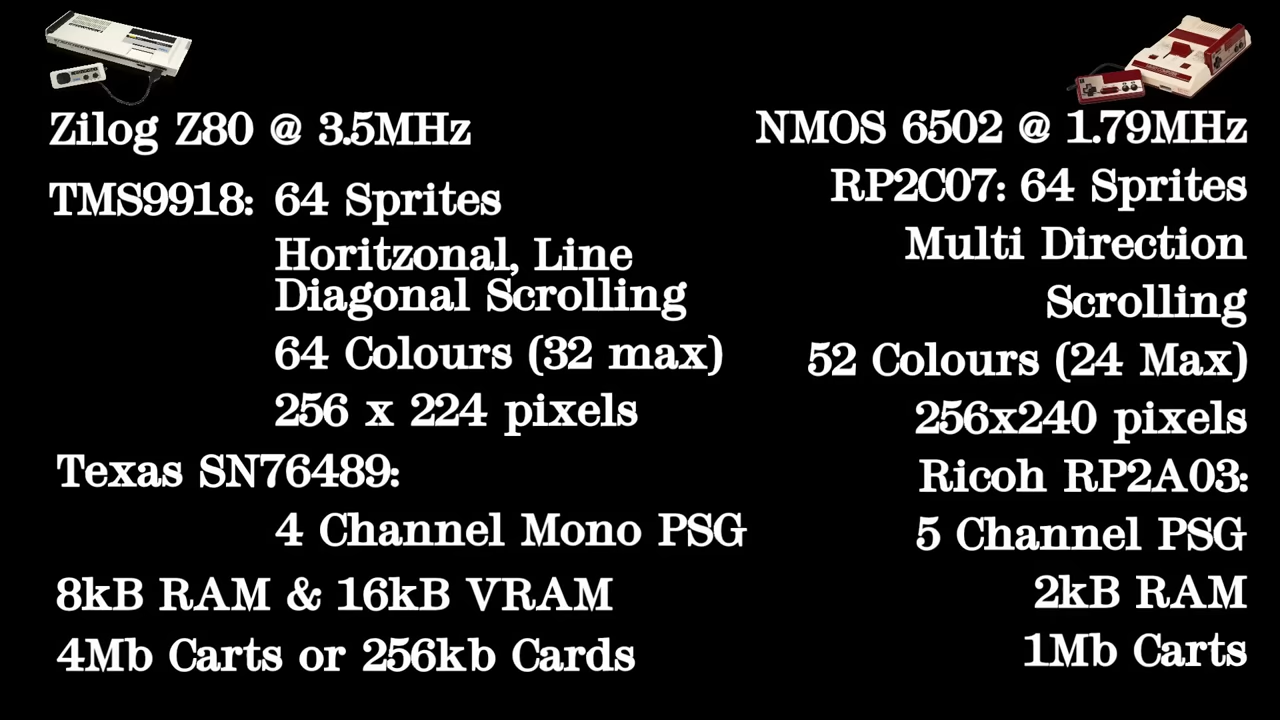 Zilog Z80 @ 3.5MHz
TMS9918: 64 Sprites
Horitzonal, Line
Diagonal Scrolling
64 Colours (32 max)
256 x 224 pixels
Texas SN76489:
4 Channel Mono PSG
8kB RAM & 16kB VRAM
4Mb Carts or 256kb Cards
NMOS 6502 @ 1.79MHz
RP2C07: 64 Sprites
Multi Direction
Scrolling
52 Colours (24 Max)
256x240 pixels
Ricoh RP2A03:
5 Channel PSG
2kB RAM
1Mb Carts